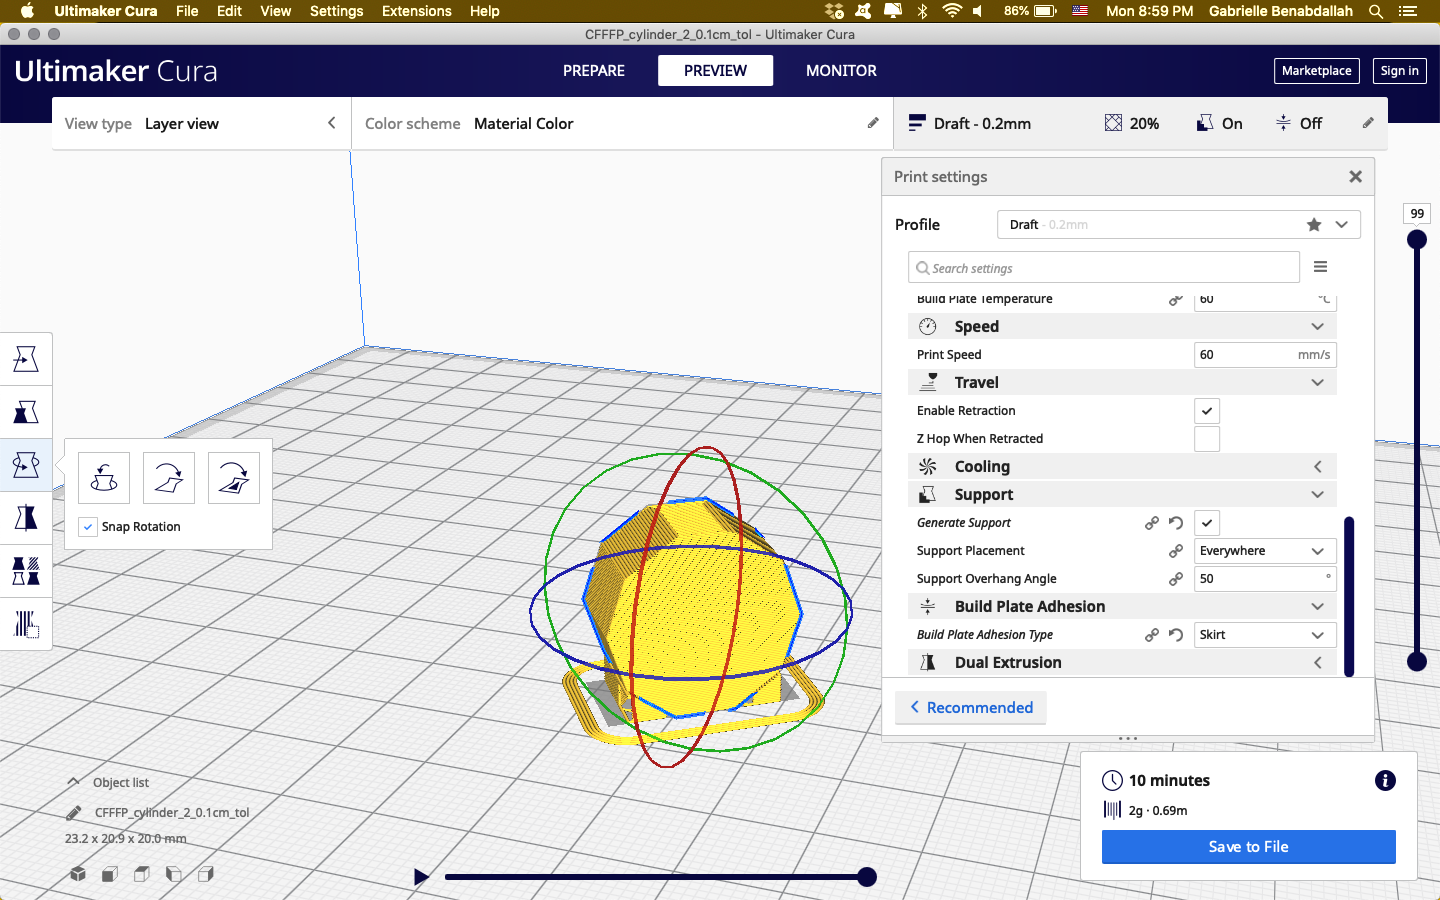 Ultimaker Cura File Edit View Settings Extensions Help 86% Mon 8:59 PM Gabrielle Benabdallah
CFFFP_cylinder_2_0.1cm_tol - Ultimaker Cura
Ultimaker Cura PREPARE PREVIEW MONITOR Marketplace Sign in
View type Layer view Color scheme Material Color Draft - 0.2mm 20% On Off
Print settings
Profile Draft - 0.2mm
99
Search settings
Build Plate Temperature 60 °C
Speed
Print Speed 60 mm/s
Travel
Enable Retraction
Z Hop When Retracted
Cooling
Support
Generate Support
Snap Rotation
Support Placement Everywhere
Support Overhang Angle 50 °
Build Plate Adhesion
Build Plate Adhesion Type Skirt
Dual Extrusion
Recommended
Object list
CFFFP_cylinder_2_0.1cm_tol
23.2 x 20.9 x 20.0 mm
10 minutes
2g · 0.69m
Save to File